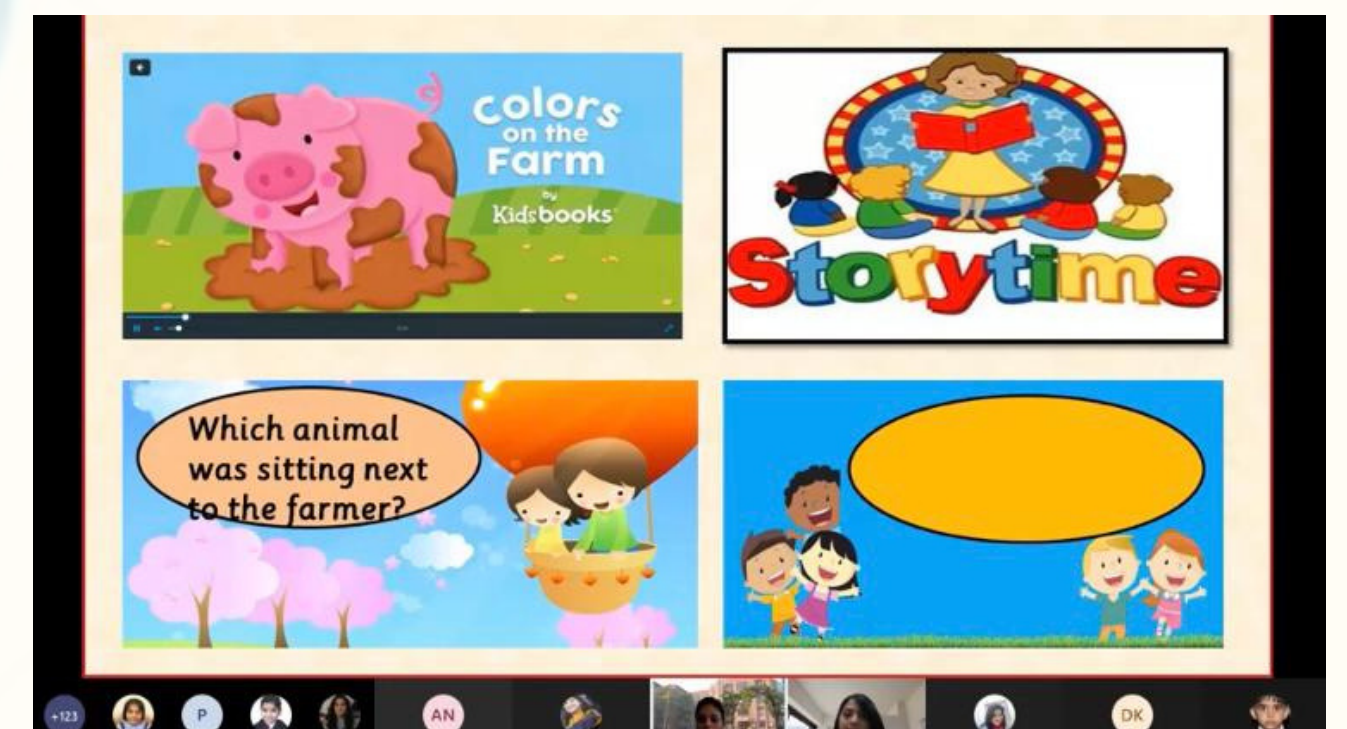 Colors
on the
Farm
by
Kidsbooks
Storytime
Which animal
was sitting next
to the farmer?
+123
P
AN
DK